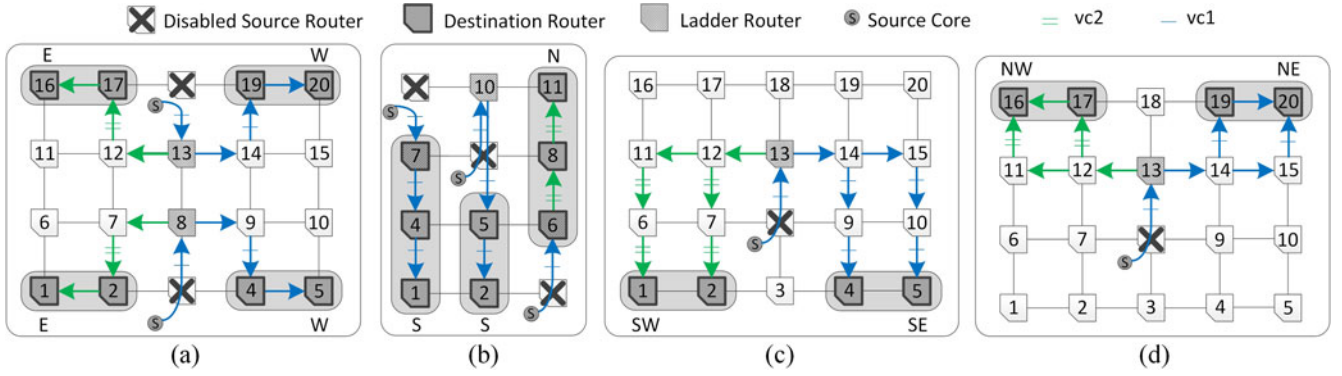 Disabled Source Router Destination Router Ladder Router S Source Core vc2 vc1
E W
16 17 19 20
S
11 12 13 14 15
6 7 8 9 10
1 2 4 5
S
E W
(a)
N
10 11
S
7 8
S
4 5 6
1 2
S
S S
(b)
16 17 18 19 20
11 12 13 14 15
6 7 9 10
S
1 2 3 4 5
SW SE
(c)
NW NE
16 17 18 19 20
11 12 13 14 15
6 7 9 10
S
1 2 3 4 5
(d)